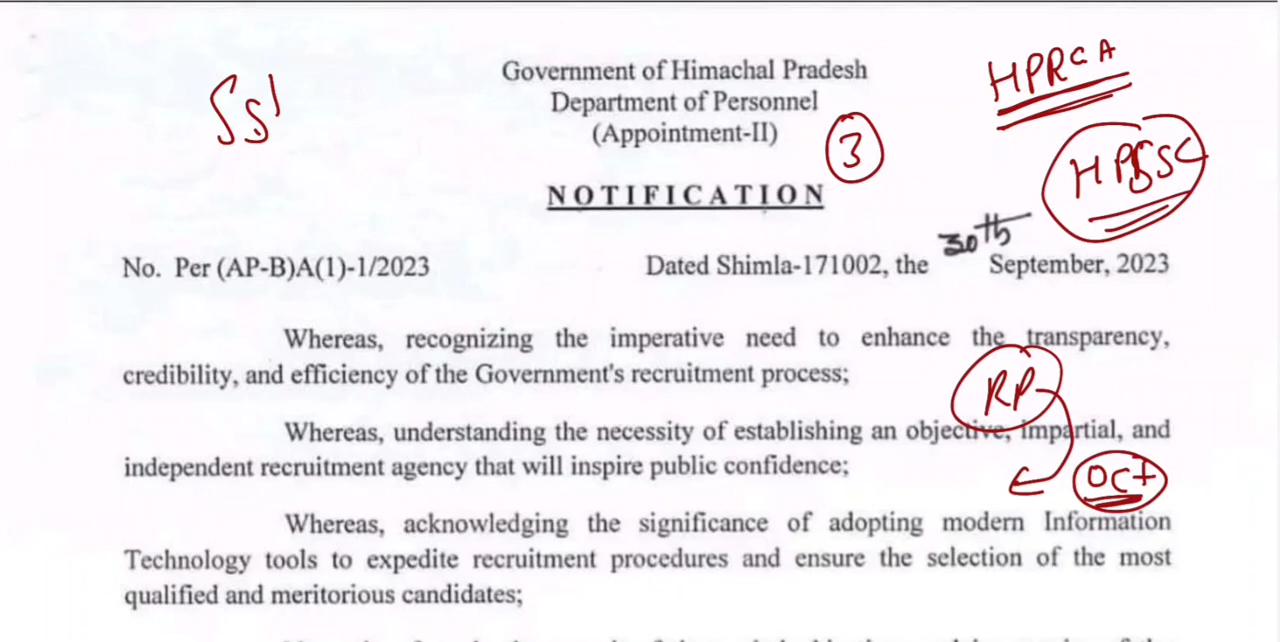 Government of Himachal Pradesh
Department of Personnel
(Appointment-II)
HPRCA
3
HPSSC
NOTIFICATION
30th
No. Per (AP-B)A(1)-1/2023 Dated Shimla-171002, the September, 2023
Whereas, recognizing the imperative need to enhance the transparency,
credibility, and efficiency of the Government's recruitment process;
RP
Whereas, understanding the necessity of establishing an objective, impartial, and
independent recruitment agency that will inspire public confidence;
OCT
Whereas, acknowledging the significance of adopting modern Information
Technology tools to expedite recruitment procedures and ensure the selection of the most
qualified and meritorious candidates;